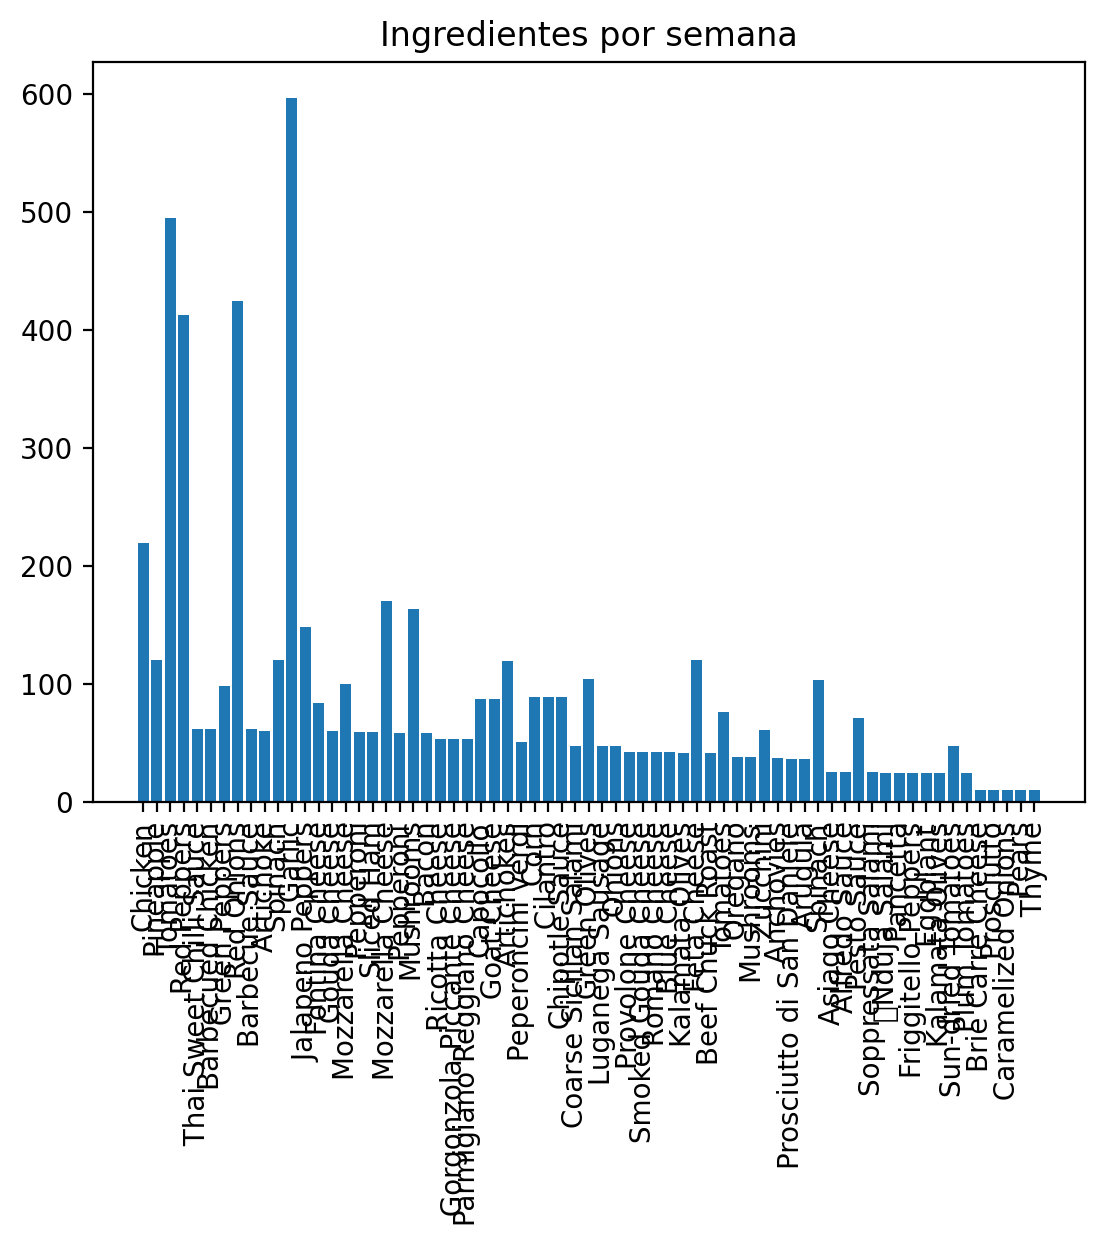 Ingredientes por semana
600
500
400
300
200
100
0
Chicken
Pineapple
Tomatoes
Red Peppers
Thai Sweet Chilli Sauce
Barbecued Chicken
Green Peppers
Red Onions
Barbecue Sauce
Artichoke
Spinach
Garlic
Jalapeno Peppers
Fontina Cheese
Gouda Cheese
Mozzarella Cheese
Pepperoni
Sliced Ham
Mozzarella Cheese
Pepperoni
Mushrooms
Bacon
Ricotta Cheese
Gorgonzola Piccante Cheese
Parmigiano Reggiano Cheese
Capocollo
Goat Cheese
Artichokes
Peperoncini Verdi
Corn
Cilantro
Chipotle Sauce
Coarse Sicilian Salami
Green Olives
Luganega Sausage
Onions
Provolone Cheese
Smoked Gouda Cheese
Romano Cheese
Blue Cheese
Kalamata Olives
Feta Cheese
Beef Chuck Roast
Tomatoes
Oregano
Mushrooms
Zucchini
Anchovies
Prosciutto di San Daniele
Arugula
Spinach
Asiago Cheese
Alfredo Sauce
Pesto Sauce
Soppressata Salami
Nduja Salami
Pancetta
Friggitello Peppers
Eggplant
Kalamata Olives
Sun-dried Tomatoes
Plum Tomatoes
Brie Carre Cheese
Prosciutto
Caramelized Onions
Pears
Thyme